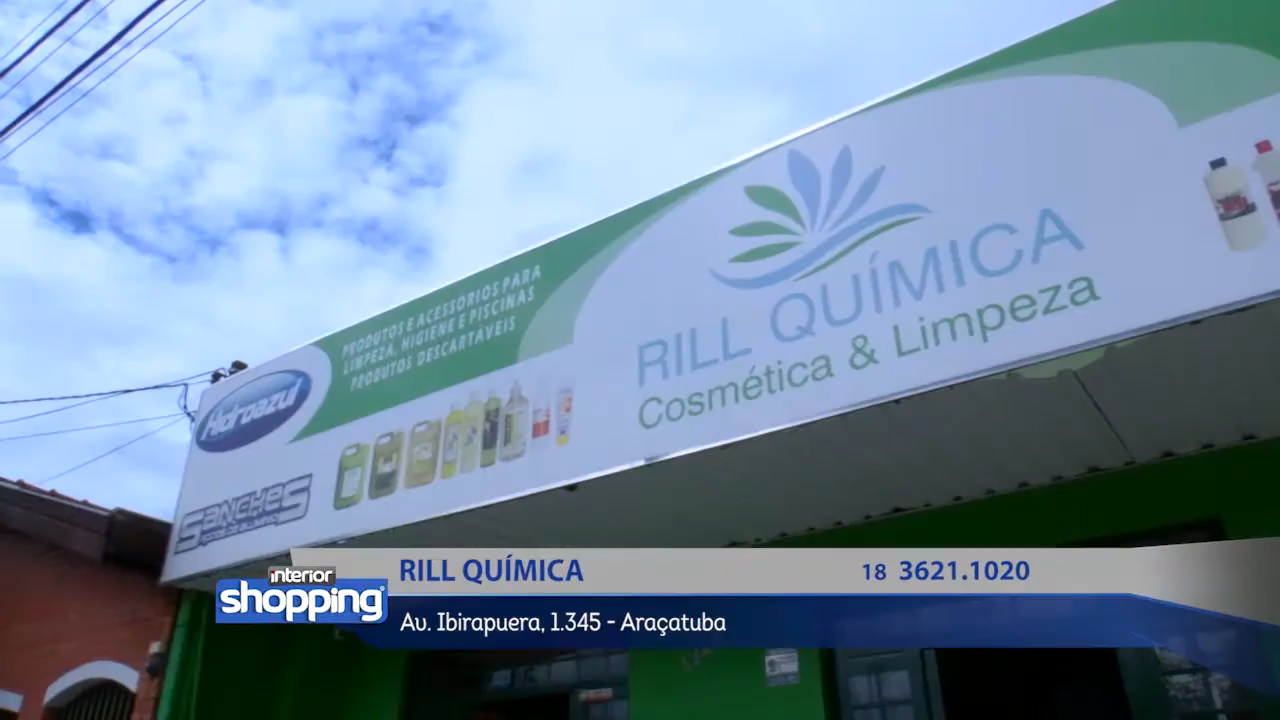 PRODUTOS E ACESSÓRIOS PARA
LIMPEZA, HIGIENE E PISCINAS
PRODUTOS DESCARTAVEIS
Hidroazul
SANCHES
RILL QUÍMICA
Cosmética & Limpeza
interior
shopping
RILL QUÍMICA
18 3621.1020
Av. Ibirapuera, 1.345 - Araçatuba